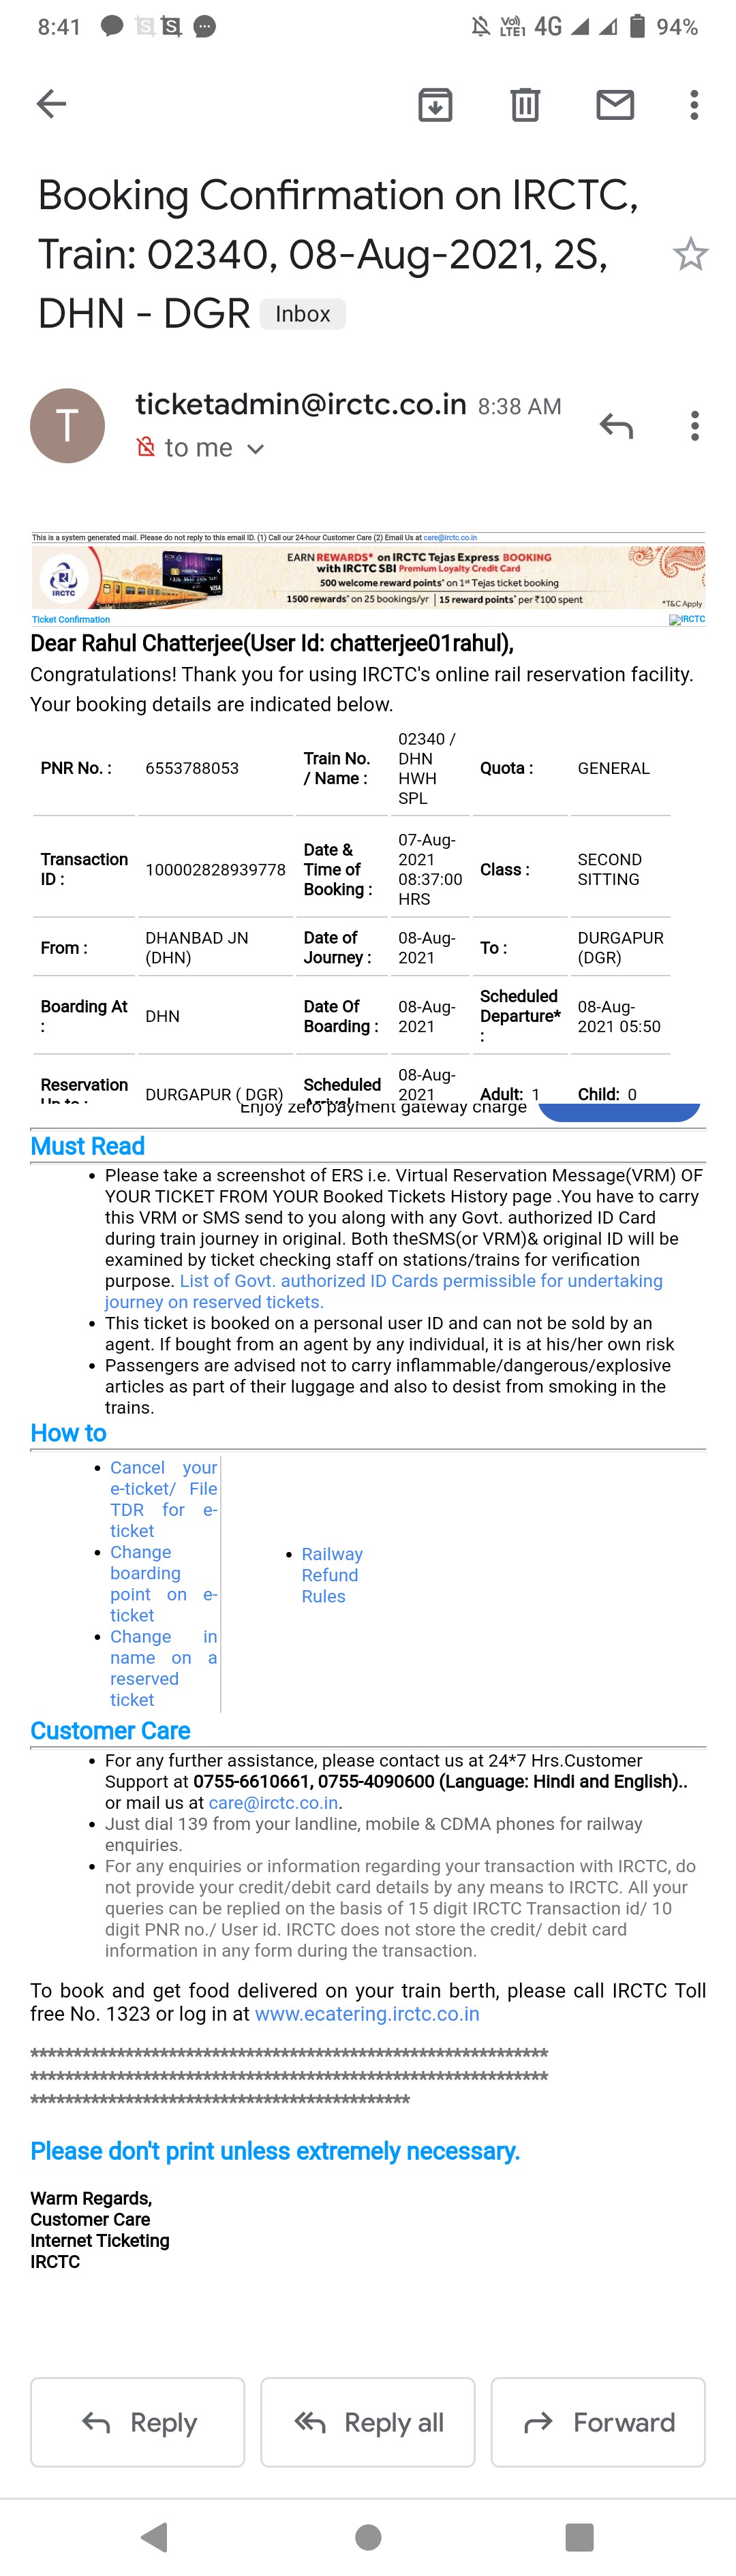 8:41
Vo))
LTE1
4G
94%
Booking Confirmation on IRCTC,
Train: 02340, 08-Aug-2021, 2S,
DHN - DGR Inbox
T
ticketadmin@irctc.co.in 8:38 AM
to me
This is a system generated mail. Please do not reply to this email ID. (1) Call our 24-hour Customer Care (2) Email Us at care@irctc.co.in
IRCTC
EARN REWARDS* on IRCTC Tejas Express BOOKING
with IRCTC SBI Premium Loyalty Credit Card
500 welcome reward points* on 1st Tejas ticket booking
1500 rewards* on 25 bookings/yr | 15 reward points* per ₹100 spent
*T&C Apply
VISA
Ticket Confirmation
IRCTC
Dear Rahul Chatterjee(User Id: chatterjee01rahul),
Congratulations! Thank you for using IRCTC's online rail reservation facility.
Your booking details are indicated below.
PNR No. : 6553788053 Train No. / Name : 02340 / DHN HWH SPL Quota : GENERAL
Transaction ID : 100002828939778 Date & Time of Booking : 07-Aug-2021 08:37:00 HRS Class : SECOND SITTING
From : DHANBAD JN (DHN) Date of Journey : 08-Aug-2021 To : DURGAPUR (DGR)
Boarding At : DHN Date Of Boarding : 08-Aug-2021 Scheduled Departure* : 08-Aug-2021 05:50
Reservation Up to : DURGAPUR ( DGR) Scheduled Arrival : 08-Aug-2021 Adult: 1 Child: 0
Enjoy zero payment gateway charge
Must Read
• Please take a screenshot of ERS i.e. Virtual Reservation Message(VRM) OF
YOUR TICKET FROM YOUR Booked Tickets History page .You have to carry
this VRM or SMS send to you along with any Govt. authorized ID Card
during train journey in original. Both theSMS(or VRM)& original ID will be
examined by ticket checking staff on stations/trains for verification
purpose. List of Govt. authorized ID Cards permissible for undertaking
journey on reserved tickets.
• This ticket is booked on a personal user ID and can not be sold by an
agent. If bought from an agent by any individual, it is at his/her own risk
• Passengers are advised not to carry inflammable/dangerous/explosive
articles as part of their luggage and also to desist from smoking in the
trains.
How to
• Cancel your
e-ticket/ File
TDR for e-
ticket
• Change
boarding
point on e-
ticket
• Change in
name on a
reserved
ticket
• Railway
Refund
Rules
Customer Care
• For any further assistance, please contact us at 24*7 Hrs.Customer
Support at 0755-6610661, 0755-4090600 (Language: Hindi and English)..
or mail us at care@irctc.co.in.
• Just dial 139 from your landline, mobile & CDMA phones for railway
enquiries.
• For any enquiries or information regarding your transaction with IRCTC, do
not provide your credit/debit card details by any means to IRCTC. All your
queries can be replied on the basis of 15 digit IRCTC Transaction id/ 10
digit PNR no./ User id. IRCTC does not store the credit/ debit card
information in any form during the transaction.
To book and get food delivered on your train berth, please call IRCTC Toll
free No. 1323 or log in at www.ecatering.irctc.co.in
************************************************************
************************************************************
********************************************
Please don't print unless extremely necessary.
Warm Regards,
Customer Care
Internet Ticketing
IRCTC
Reply
Reply all
Forward